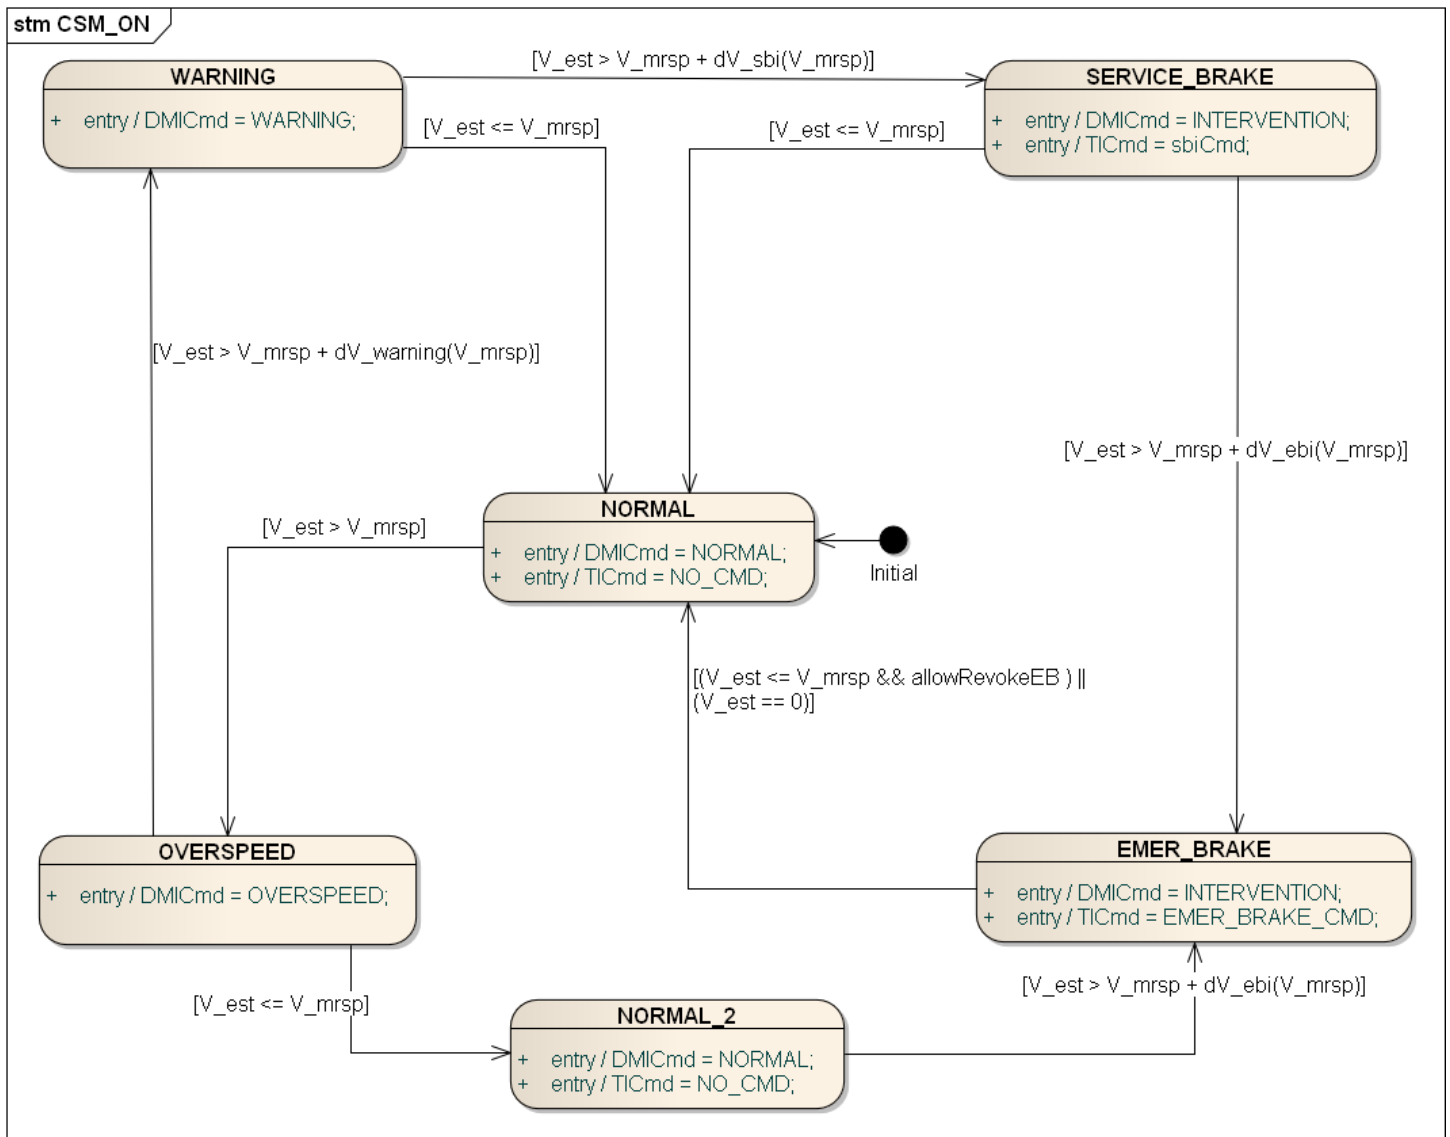 stm CSM_ON
WARNING
+ entry / DMICmd = WARNING;
[V_est > V_mrsp + dV_sbi(V_mrsp)]
SERVICE_BRAKE
+ entry / DMICmd = INTERVENTION;
+ entry / TICmd = sbiCmd;
[V_est <= V_mrsp]
[V_est <= V_mrsp]
[V_est > V_mrsp + dV_warning(V_mrsp)]
[V_est > V_mrsp + dV_ebi(V_mrsp)]
NORMAL
+ entry / DMICmd = NORMAL;
+ entry / TICmd = NO_CMD;
[V_est > V_mrsp]
Initial
[(V_est <= V_mrsp && allowRevokeEB ) ||
(V_est == 0)]
OVERSPEED
+ entry / DMICmd = OVERSPEED;
EMER_BRAKE
+ entry / DMICmd = INTERVENTION;
+ entry / TICmd = EMER_BRAKE_CMD;
[V_est <= V_mrsp]
[V_est > V_mrsp + dV_ebi(V_mrsp)]
NORMAL_2
+ entry / DMICmd = NORMAL;
+ entry / TICmd = NO_CMD;